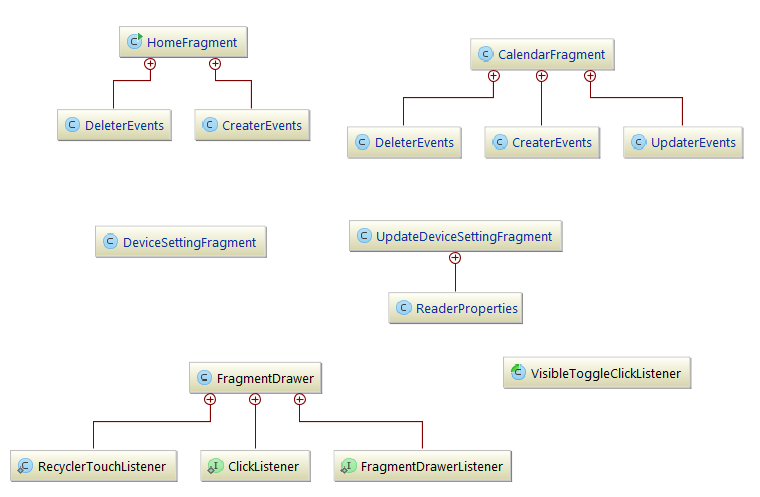 HomeFragment
CalendarFragment
DeleterEvents
CreaterEvents
DeleterEvents
CreaterEvents
UpdaterEvents
DeviceSettingFragment
UpdateDeviceSettingFragment
ReaderProperties
FragmentDrawer
VisibleToggleClickListener
RecyclerTouchListener
ClickListener
FragmentDrawerListener